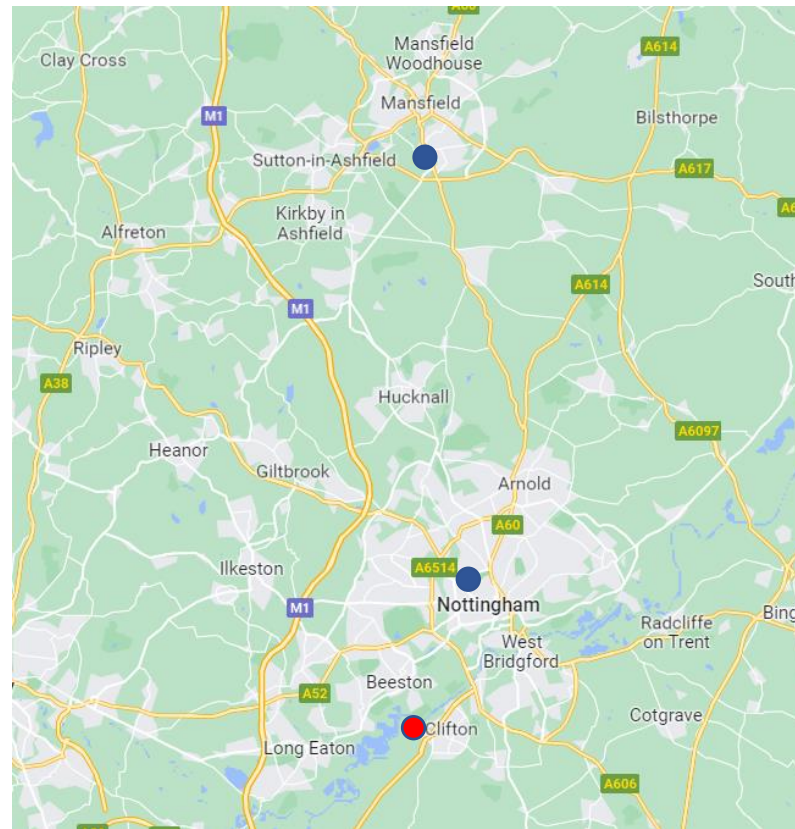 Clay Cross
Mansfield
Woodhouse
A614
Mansfield
M1
Bilsthorpe
Sutton-in-Ashfield
A617
Kirkby in
Ashfield
Alfreton
A614
South
M1
Ripley
A38
Hucknall
A6097
Heanor
Giltbrook
Arnold
A60
Ilkeston
A6514
Nottingham
M1
Radcliffe
on Trent
Bing
West
Bridgford
Beeston
A52
Cotgrave
Clifton
Long Eaton
A606